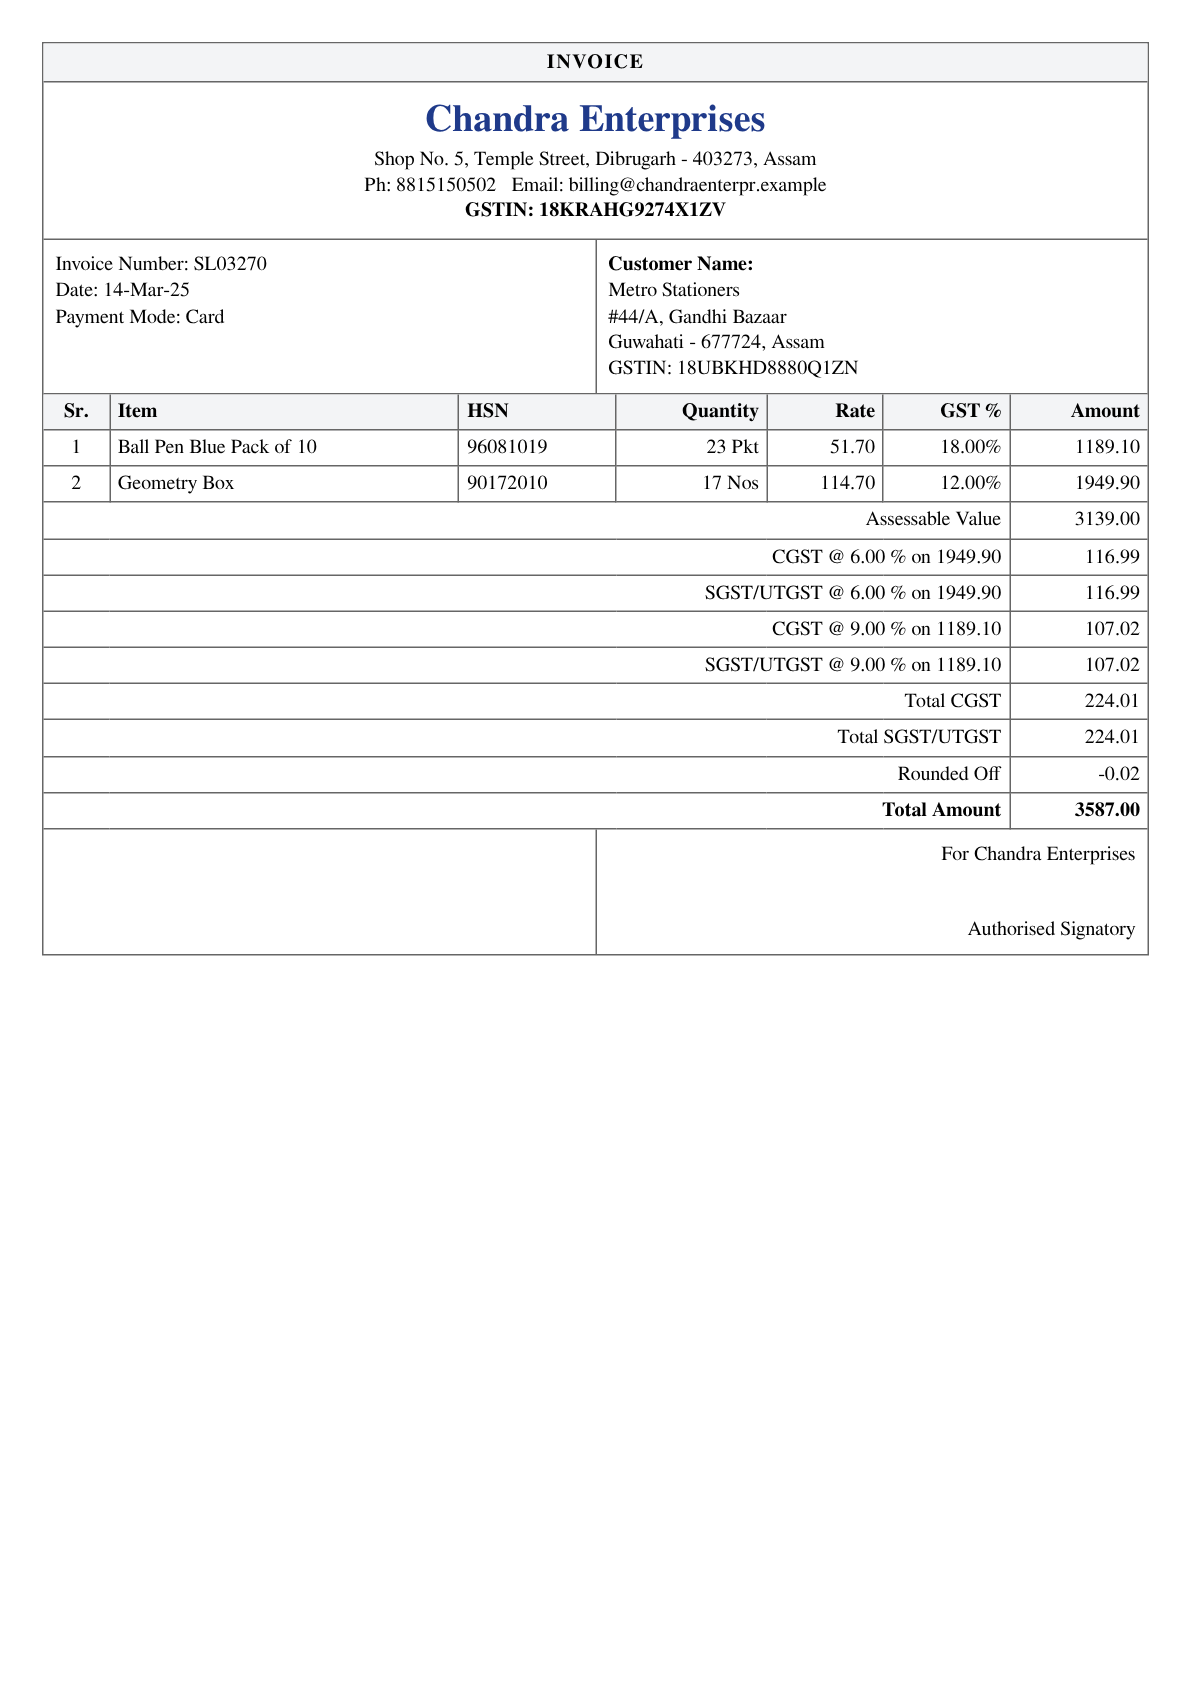 INVOICE
Chandra Enterprises
Shop No. 5, Temple Street, Dibrugarh - 403273, Assam
Ph: 8815150502 Email: billing@chandraenterpr.example
GSTIN: 18KRAHG9274X1ZV
Invoice Number: SL03270
Date: 14-Mar-25
Payment Mode: Card
Customer Name:
Metro Stationers
#44/A, Gandhi Bazaar
Guwahati - 677724, Assam
GSTIN: 18UBKHD8880Q1ZN
Sr. Item HSN Quantity Rate GST % Amount
1 Ball Pen Blue Pack of 10 96081019 23 Pkt 51.70 18.00% 1189.10
2 Geometry Box 90172010 17 Nos 114.70 12.00% 1949.90
Assessable Value 3139.00
CGST @ 6.00 % on 1949.90 116.99
SGST/UTGST @ 6.00 % on 1949.90 116.99
CGST @ 9.00 % on 1189.10 107.02
SGST/UTGST @ 9.00 % on 1189.10 107.02
Total CGST 224.01
Total SGST/UTGST 224.01
Rounded Off -0.02
Total Amount 3587.00
For Chandra Enterprises
Authorised Signatory